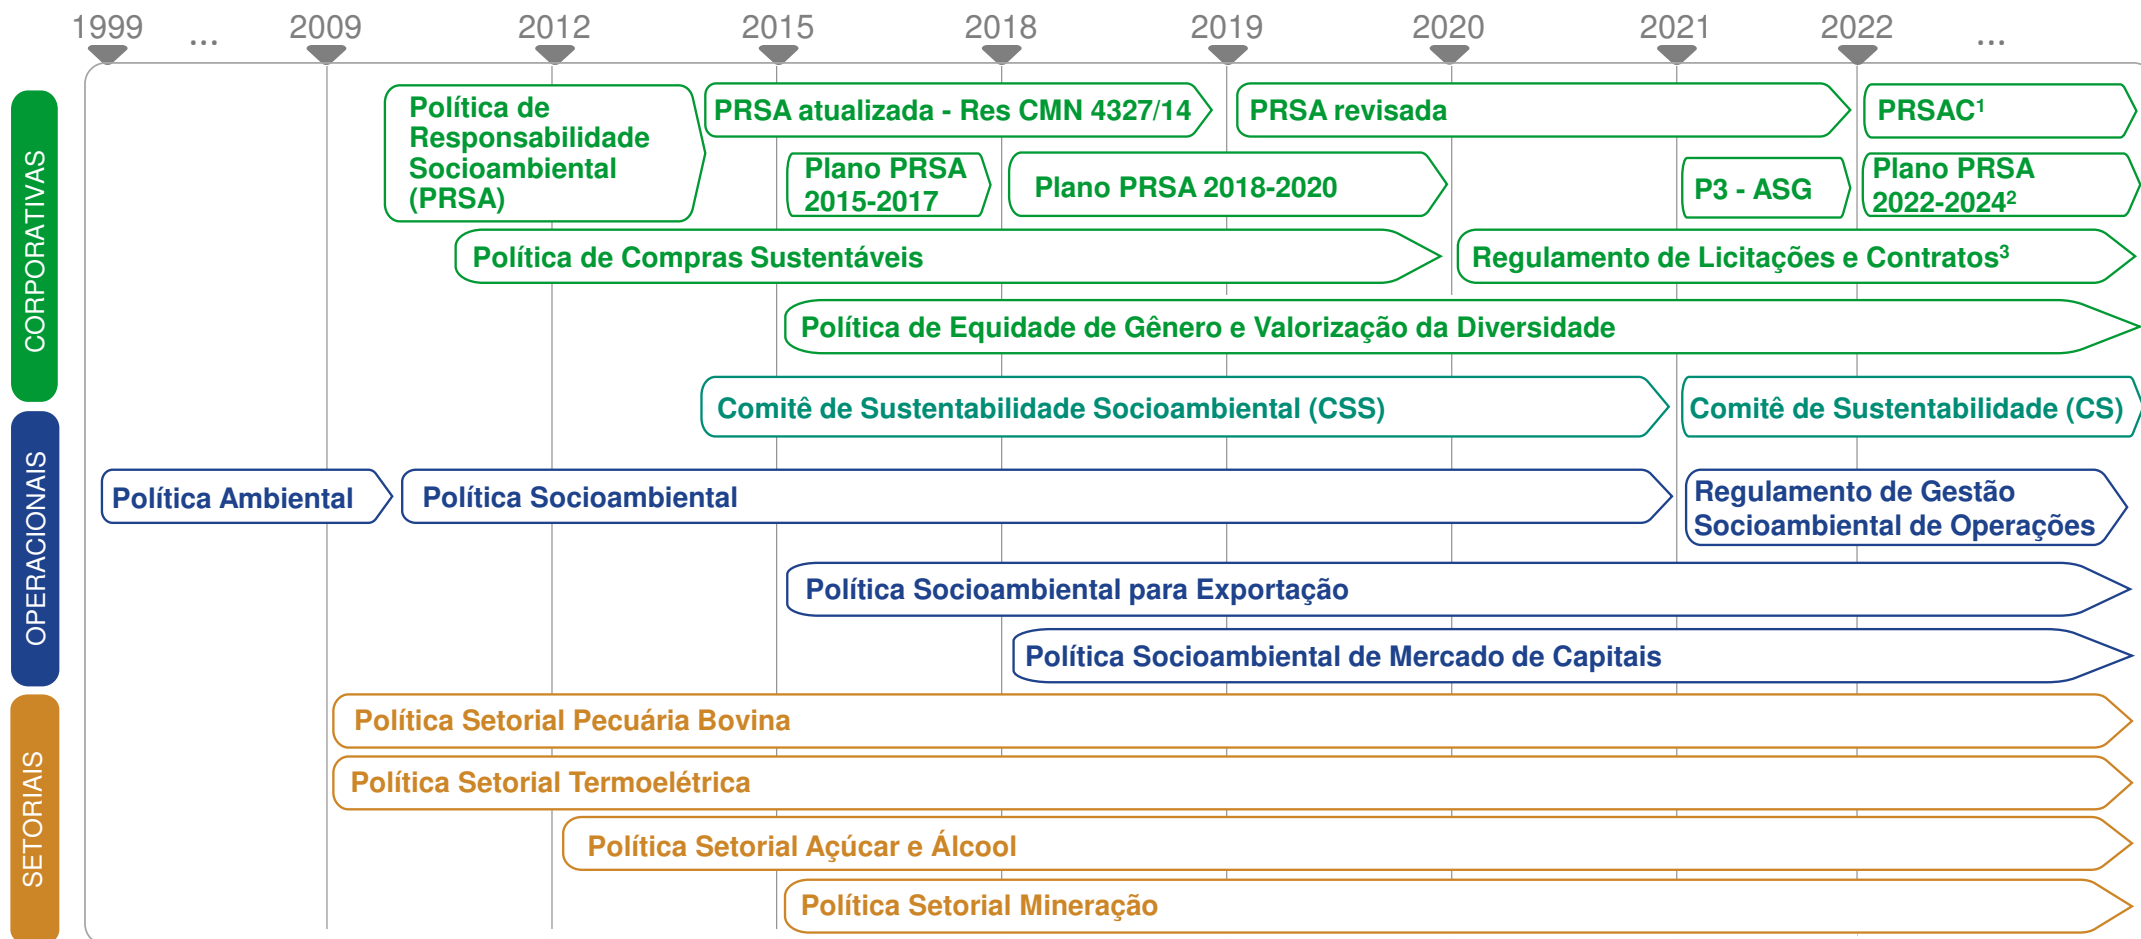 1999 ... 2009 2012 2015 2018 2019 2020 2021 2022 ...
CORPORATIVAS
Política de
Responsabilidade
Socioambiental
(PRSA)
PRSA atualizada - Res CMN 4327/14
PRSA revisada
PRSAC¹
Plano PRSA
2015-2017
Plano PRSA 2018-2020
P3 - ASG
Plano PRSA
2022-2024²
Política de Compras Sustentáveis
Regulamento de Licitações e Contratos³
Política de Equidade de Gênero e Valorização da Diversidade
Comitê de Sustentabilidade Socioambiental (CSS)
Comitê de Sustentabilidade (CS)
OPERACIONAIS
Política Ambiental
Política Socioambiental
Regulamento de Gestão
Socioambiental de Operações
Política Socioambiental para Exportação
Política Socioambiental de Mercado de Capitais
SETORIAIS
Política Setorial Pecuária Bovina
Política Setorial Termoelétrica
Política Setorial Açúcar e Álcool
Política Setorial Mineração